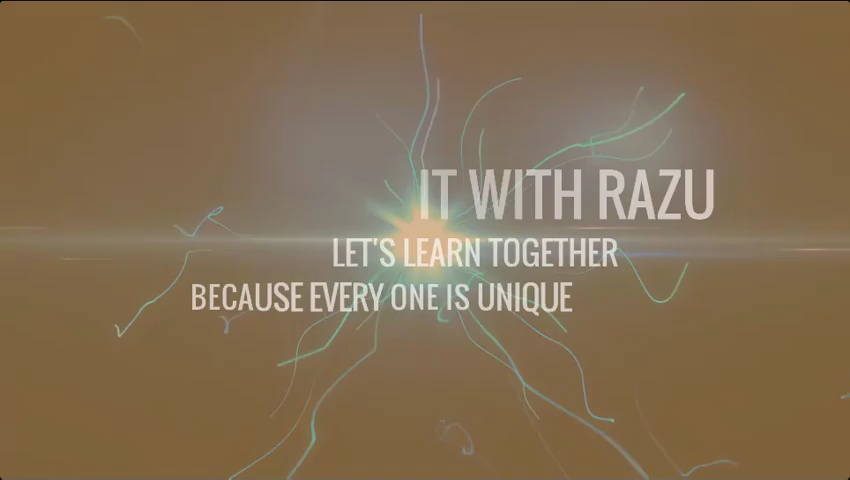 IT WITH RAZU
LET'S LEARN TOGETHER
BECAUSE EVERY ONE IS UNIQUE